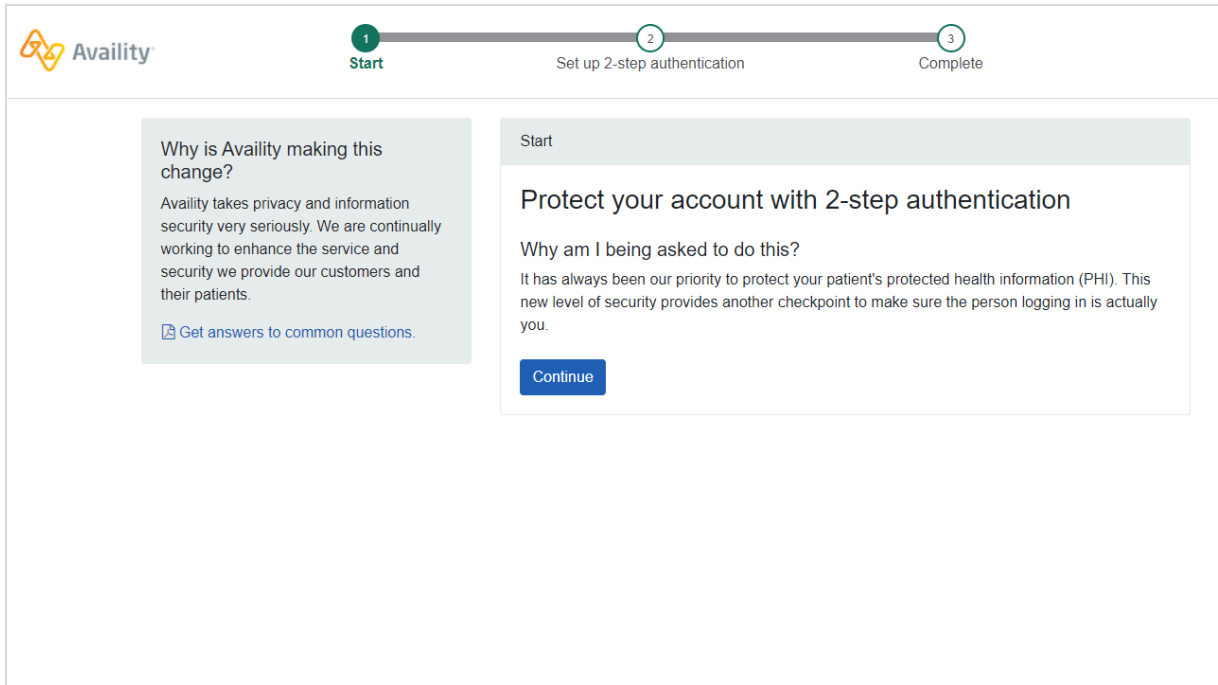 Availity
1
Start
2
Set up 2-step authentication
3
Complete
Why is Availity making this
change?
Availity takes privacy and information
security very seriously. We are continually
working to enhance the service and
security we provide our customers and
their patients.
Get answers to common questions.
Start
Protect your account with 2-step authentication
Why am I being asked to do this?
It has always been our priority to protect your patient's protected health information (PHI). This
new level of security provides another checkpoint to make sure the person logging in is actually
you.
Continue